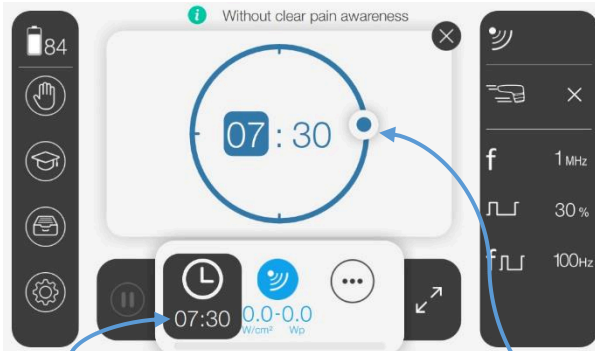 i Without clear pain awareness
84
07 : 30
f 1 MHz
30 %
f 100Hz
07:30
0.0-0.0
W/cm² Wp